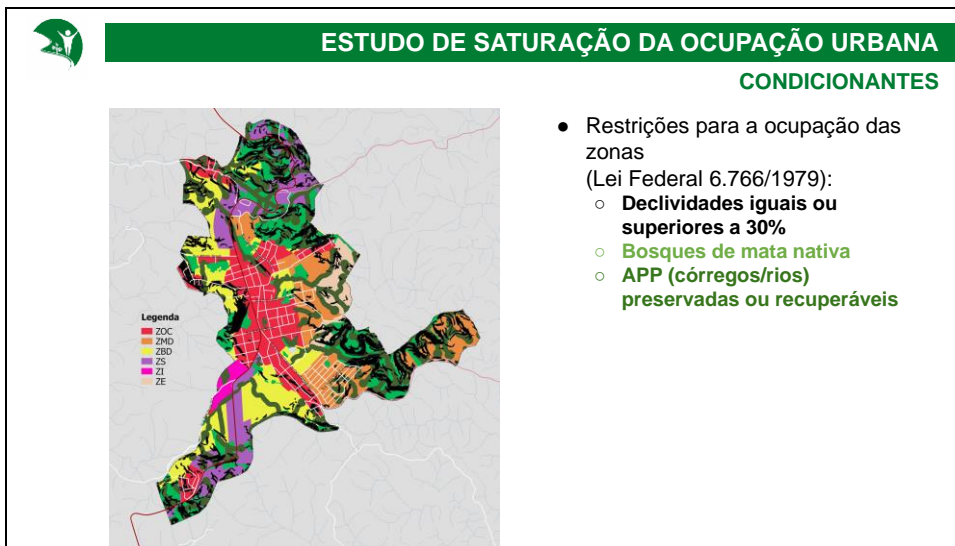 ESTUDO DE SATURAÇÃO DA OCUPAÇÃO URBANA
CONDICIONANTES
● Restrições para a ocupação das
zonas
(Lei Federal 6.766/1979):
○ Declividades iguais ou
superiores a 30%
○ Bosques de mata nativa
○ APP (córregos/rios)
preservadas ou recuperáveis
Legenda
ZOC
ZMD
ZBD
ZS
ZI
ZE